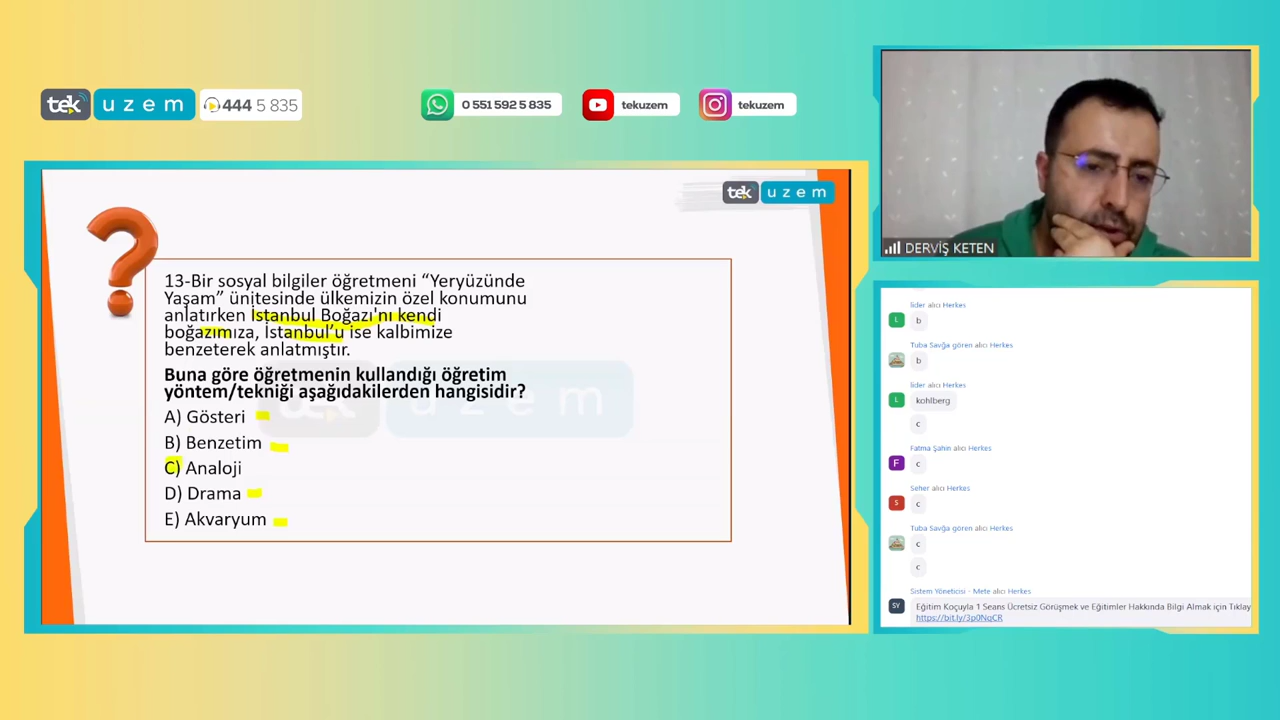 tek uzem 444 5 835
0 551 592 5 835
tekuzem
tekuzem
tek uzem
DERVİŞ KETEN
13-Bir sosyal bilgiler öğretmeni “Yeryüzünde
Yaşam” ünitesinde ülkemizin özel konumunu
anlatırken İstanbul Boğazı'nı kendi
boğazımıza, İstanbul’u ise kalbimize
benzeterek anlatmıştır.
Buna göre öğretmenin kullandığı öğretim
yöntem/tekniği aşağıdakilerden hangisidir?
A) Gösteri
B) Benzetim
C) Analoji
D) Drama
E) Akvaryum
tek uzem
lider alıcı Herkes
L b
Tuba Savğa gören alıcı Herkes
b
lider alıcı Herkes
L kohlberg
c
Fatma Şahin alıcı Herkes
F c
Seher alıcı Herkes
S c
Tuba Savğa gören alıcı Herkes
c
c
Sistem Yöneticisi - Mete alıcı Herkes
SY Eğitim Koçuyla 1 Seans Ücretsiz Görüşmek ve Eğitimler Hakkında Bilgi Almak için Tıklay
https://bit.ly/3p0NqCR